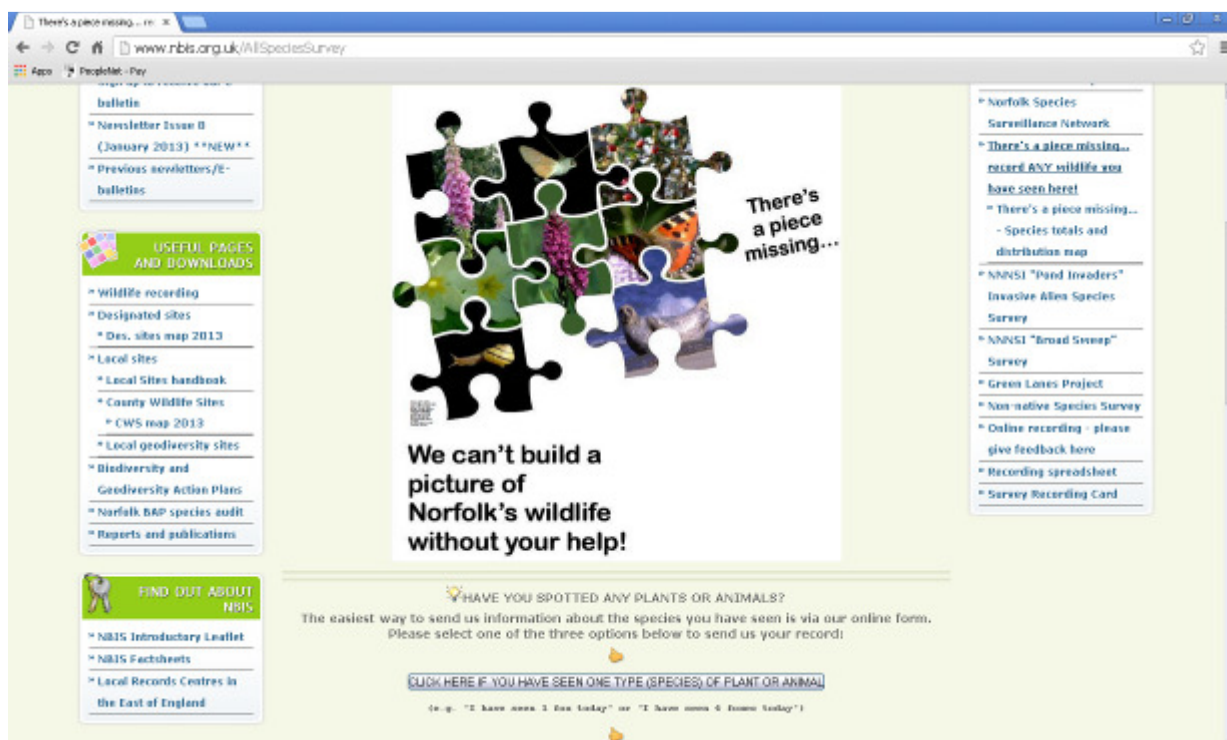 There's a piece missing... re
www.nbis.org.uk/AllSpeciesSurvey
Apps PeopleNet - Pay
bulletin
Newsletter Issue 8
(January 2013) **NEW**
Previous newletters/E-
bulletins
USEFUL PAGES
AND DOWNLOADS
Wildlife recording
Designated sites
Des. sites map 2013
Local sites
Local Sites handbook
County Wildlife Sites
CWS map 2013
Local geodiversity sites
Biodiversity and
Geodiversity Action Plans
Norfolk BAP species audit
Reports and publications
FIND OUT ABOUT
NBIS
NBIS Introductory Leaflet
NBIS Factsheets
Local Records Centres in
the East of England
There's
a piece
missing...
We can't build a
picture of
Norfolk's wildlife
without your help!
HAVE YOU SPOTTED ANY PLANTS OR ANIMALS?
The easiest way to send us information about the species you have seen is via our online form.
Please select one of the three options below to send us your record:
CLICK HERE IF YOU HAVE SEEN ONE TYPE (SPECIES) OF PLANT OR ANIMAL
(e.g. "I have seen 1 fox today" or "I have seen 6 foxes today")
Norfolk Species
Surveillance Network
There's a piece missing...
record ANY wildlife you
have seen here!
There's a piece missing...
- Species totals and
distribution map
NNNSI "Pond Invaders"
Invasive Alien Species
Survey
NNNSI "Broad Sweep"
Survey
Green Lanes Project
Non-native Species Survey
Online recording - please
give feedback here
Recording spreadsheet
Survey Recording Card